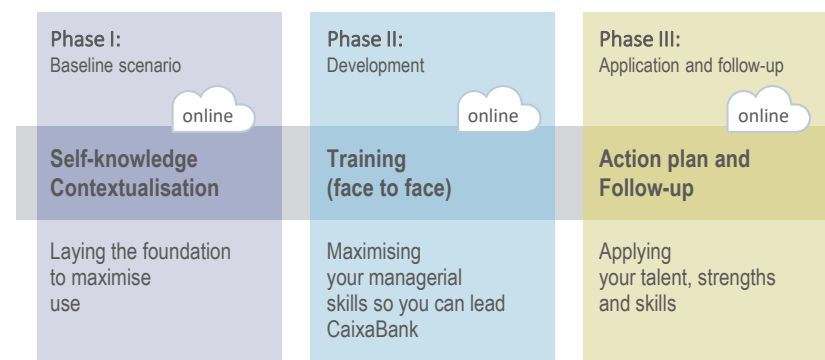 Phase I:
Baseline scenario
online
Self-knowledge
Contextualisation
Laying the foundation
to maximise
use
Phase II:
Development
online
Training
(face to face)
Maximising
your managerial
skills so you can lead
CaixaBank
Phase III:
Application and follow-up
online
Action plan and
Follow-up
Applying
your talent, strengths
and skills